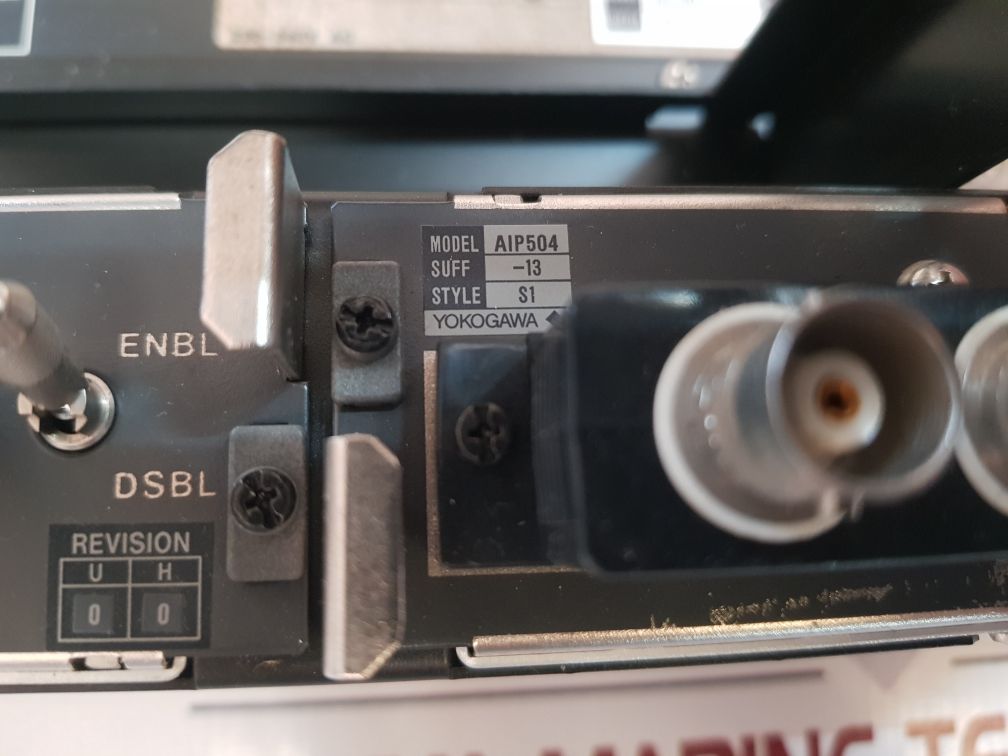 MODEL AIP504
SUFF -13
STYLE S1
YOKOGAWA
ENBL
DSBL
REVISION
U H
0 0